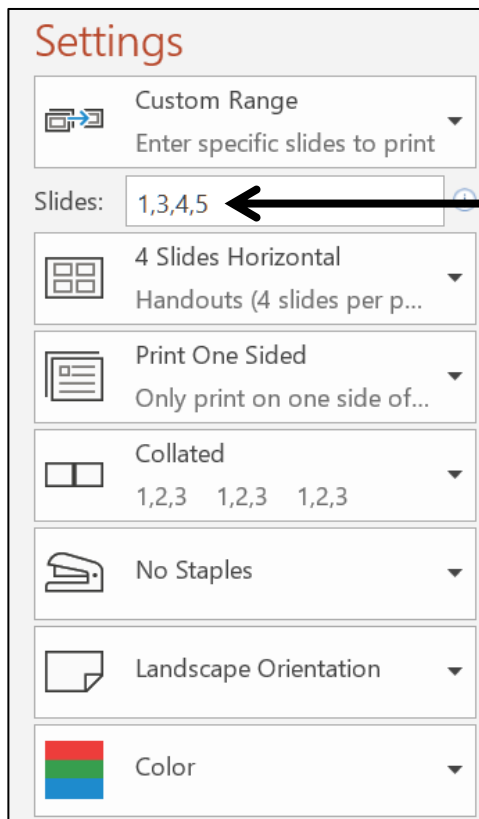 Settings
Custom Range
Enter specific slides to print
Slides: 1,3,4,5
4 Slides Horizontal
Handouts (4 slides per p...
Print One Sided
Only print on one side of...
Collated
1,2,3 1,2,3 1,2,3
No Staples
Landscape Orientation
Color